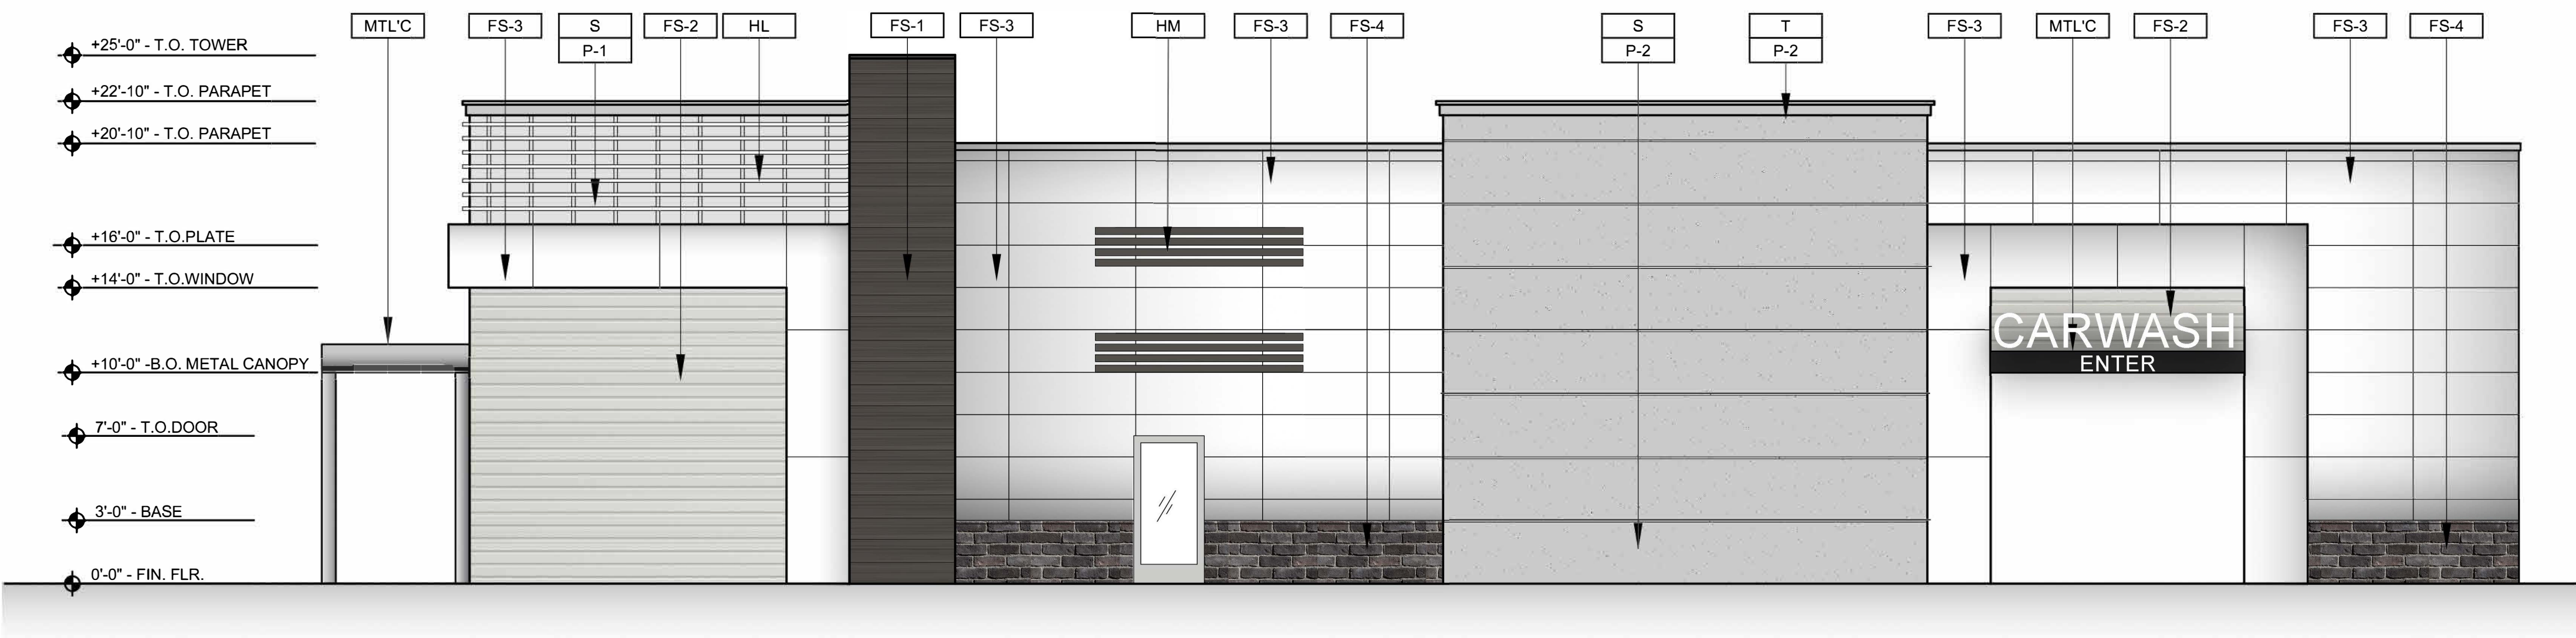 MTL'C
FS-3
S
P-1
FS-2
HL
FS-1
FS-3
HM
FS-3
FS-4
S
P-2
T
P-2
FS-3
MTL'C
FS-2
FS-3
FS-4
+25'-0" - T.O. TOWER
+22'-10" - T.O. PARAPET
+20'-10" - T.O. PARAPET
+16'-0" - T.O.PLATE
+14'-0" - T.O.WINDOW
+10'-0" -B.O. METAL CANOPY
7'-0" - T.O.DOOR
3'-0" - BASE
0'-0" - FIN. FLR.
CARWASH
ENTER